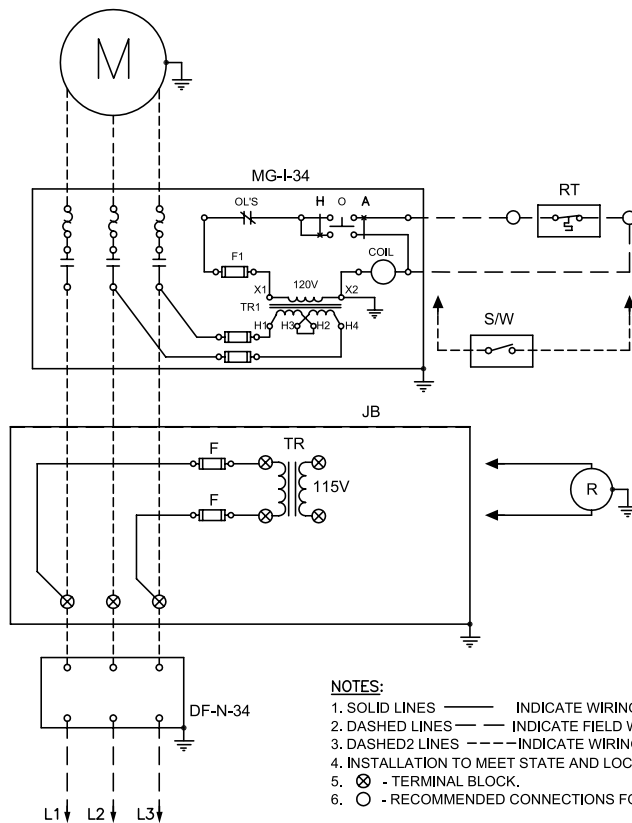 M
MG-I-34
RT
OL'S H O A
F1
COIL
X1 120V X2
TR1
H1 H3 H2 H4
S/W
JB
F TR
F 115V
R
DF-N-34
L1 L2 L3
NOTES:
1. SOLID LINES INDICATE WIRING
2. DASHED LINES INDICATE FIELD
3. DASHED2 LINES INDICATE WIRING
4. INSTALLATION TO MEET STATE AND
5. - TERMINAL BLOCK.
6. - RECOMMENDED CONNECTIONS